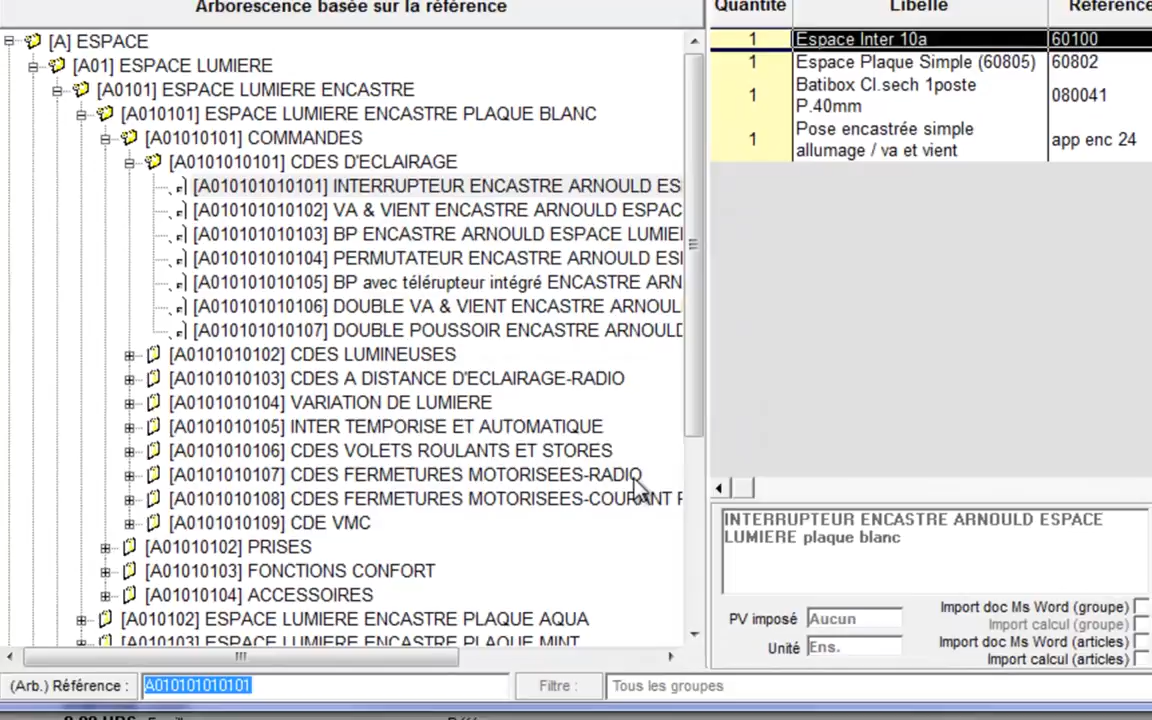 Arborescence basée sur la référence
[A] ESPACE
[A01] ESPACE LUMIERE
[A0101] ESPACE LUMIERE ENCASTRE
[A010101] ESPACE LUMIERE ENCASTRE PLAQUE BLANC
[A01010101] COMMANDES
[A0101010101] CDES D'ECLAIRAGE
[A010101010101] INTERRUPTEUR ENCASTRE ARNOULD ES
[A010101010102] VA & VIENT ENCASTRE ARNOULD ESPAC
[A010101010103] BP ENCASTRE ARNOULD ESPACE LUMIE
[A010101010104] PERMUTATEUR ENCASTRE ARNOULD ES
[A010101010105] BP avec télérupteur intégré ENCASTRE ARN
[A010101010106] DOUBLE VA & VIENT ENCASTRE ARNOUL
[A010101010107] DOUBLE POUSSOIR ENCASTRE ARNOULD
[A0101010102] CDES LUMINEUSES
[A0101010103] CDES A DISTANCE D'ECLAIRAGE-RADIO
[A0101010104] VARIATION DE LUMIERE
[A0101010105] INTER TEMPORISE ET AUTOMATIQUE
[A0101010106] CDES VOLETS ROULANTS ET STORES
[A0101010107] CDES FERMETURES MOTORISEES-RADIO
[A0101010108] CDES FERMETURES MOTORISEES-COURANT
[A0101010109] CDE VMC
[A01010102] PRISES
[A01010103] FONCTIONS CONFORT
[A01010104] ACCESSOIRES
[A010102] ESPACE LUMIERE ENCASTRE PLAQUE AQUA
[A010103] ESPACE LUMIERE ENCASTRE PLAQUE MINT
(Arb.) Référence : A010101010101 Filtre : Tous les groupes
Quantité Libellé Référence
1 Espace Inter 10a 60100
1 Espace Plaque Simple (60805) 60802
1 Batibox Cl.sech 1poste
P.40mm 080041
1 Pose encastrée simple
allumage / va et vient app enc 24
INTERRUPTEUR ENCASTRE ARNOULD ESPACE
LUMIERE plaque blanc
PV imposé Aucun
Unité Ens.
Import doc Ms Word (groupe)
Import calcul (groupe)
Import doc Ms Word (articles)
Import calcul (articles)